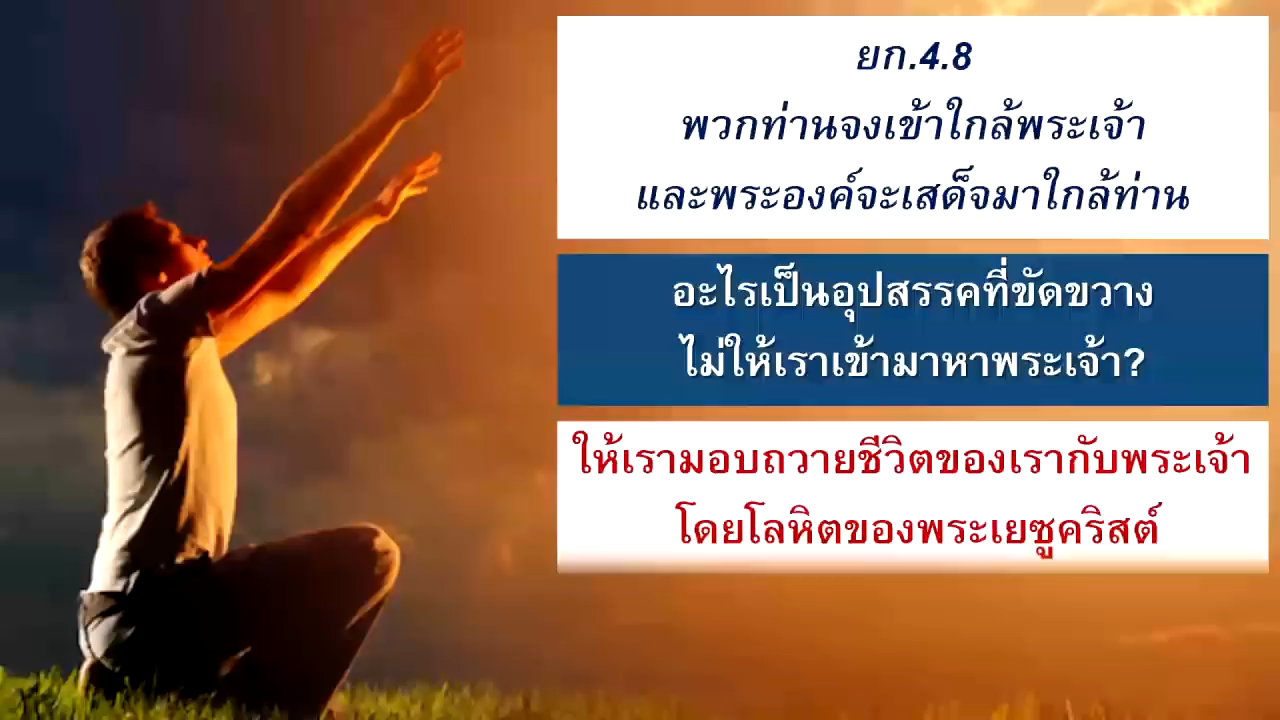 ยก.4.8
พวกท่านจงเข้าใกล้พระเจ้า
และพระองค์จะเสด็จมาใกล้ท่าน
อะไรเป็นอุปสรรคที่ขัดขวาง
ไม่ให้เราเข้ามาหาพระเจ้า?
ให้เรามอบถวายชีวิตของเรากับพระเจ้า
โดยโลหิตของพระเยซูคริสต์